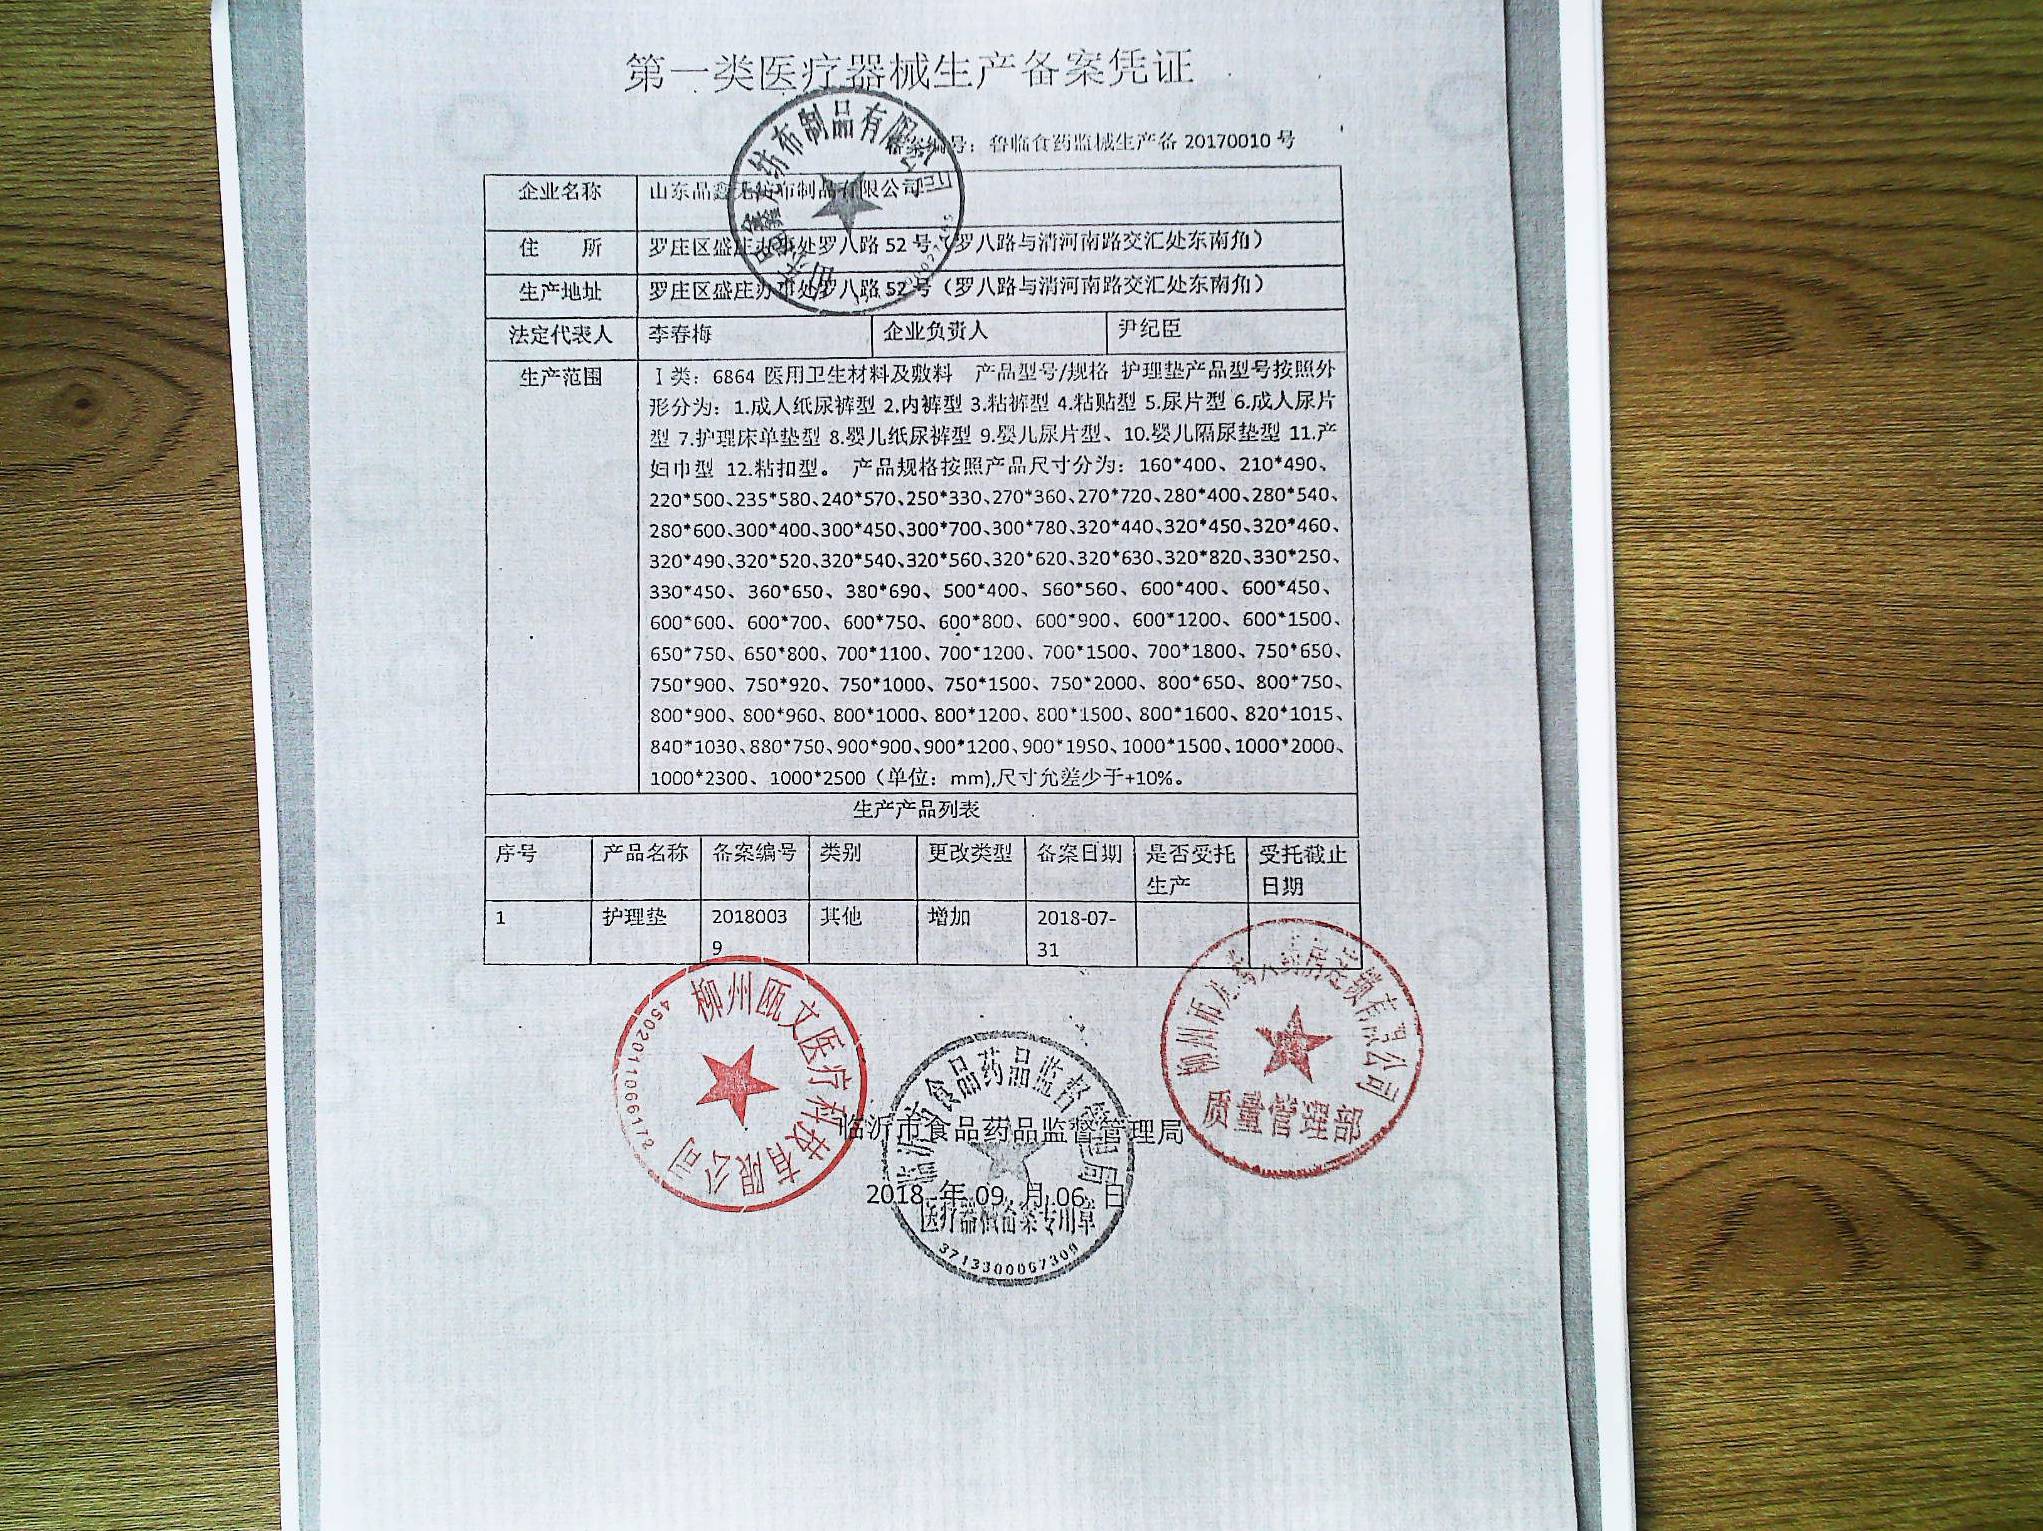 第一类医疗器械生产备案凭证
备案编号：鲁临食药监械生产备 20170010 号
企业名称 山东品鑫无纺布制品有限公司
住 所 罗庄区盛庄办事处罗八路 52 号（罗八路与清河南路交汇处东南角）
生产地址 罗庄区盛庄办事处罗八路 52 号（罗八路与清河南路交汇处东南角）
法定代表人 李春梅 企业负责人 尹纪臣
生产范围 Ⅰ类：6864 医用卫生材料及敷料 产品型号/规格 护理垫产品型号按照外
形分为：1.成人纸尿裤型 2.内裤型 3.粘裤型 4.粘贴型 5.尿片型 6.成人尿片
型 7.护理床单垫型 8.婴儿纸尿裤型 9.婴儿尿片型、10.婴儿隔尿垫型 11.产
妇巾型 12.粘扣型。 产品规格按照产品尺寸分为：160*400、210*490、
220*500、235*580、240*570、250*330、270*360、270*720、280*400、280*540、
280*600、300*400、300*450、300*700、300*780、320*440、320*450、320*460、
320*490、320*520、320*540、320*560、320*620、320*630、320*820、330*250、
330*450、360*650、380*690、500*400、560*560、600*400、600*450、
600*600、600*700、600*750、600*800、600*900、600*1200、600*1500、
650*750、650*800、700*1100、700*1200、700*1500、700*1800、750*650、
750*900、750*920、750*1000、750*1500、750*2000、800*650、800*750、
800*900、800*960、800*1000、800*1200、800*1500、800*1600、820*1015、
840*1030、880*750、900*900、900*1200、900*1950、1000*1500、1000*2000、
1000*2300、1000*2500（单位：mm),尺寸允差少于+10%。
生产产品列表
序号 产品名称 备案编号 类别 更改类型 备案日期 是否受托 受托截止
生产 日期
1 护理垫 2018003 其他 增加 2018-07-
9 31
柳州瓯文医疗科技有限公司
4502011066172
质量管理部
临沂市食品药品监督管理局
2018 年 09 月 06 日
临沂市食品药品监督管理局
医疗器械备案专用章
3713300067309